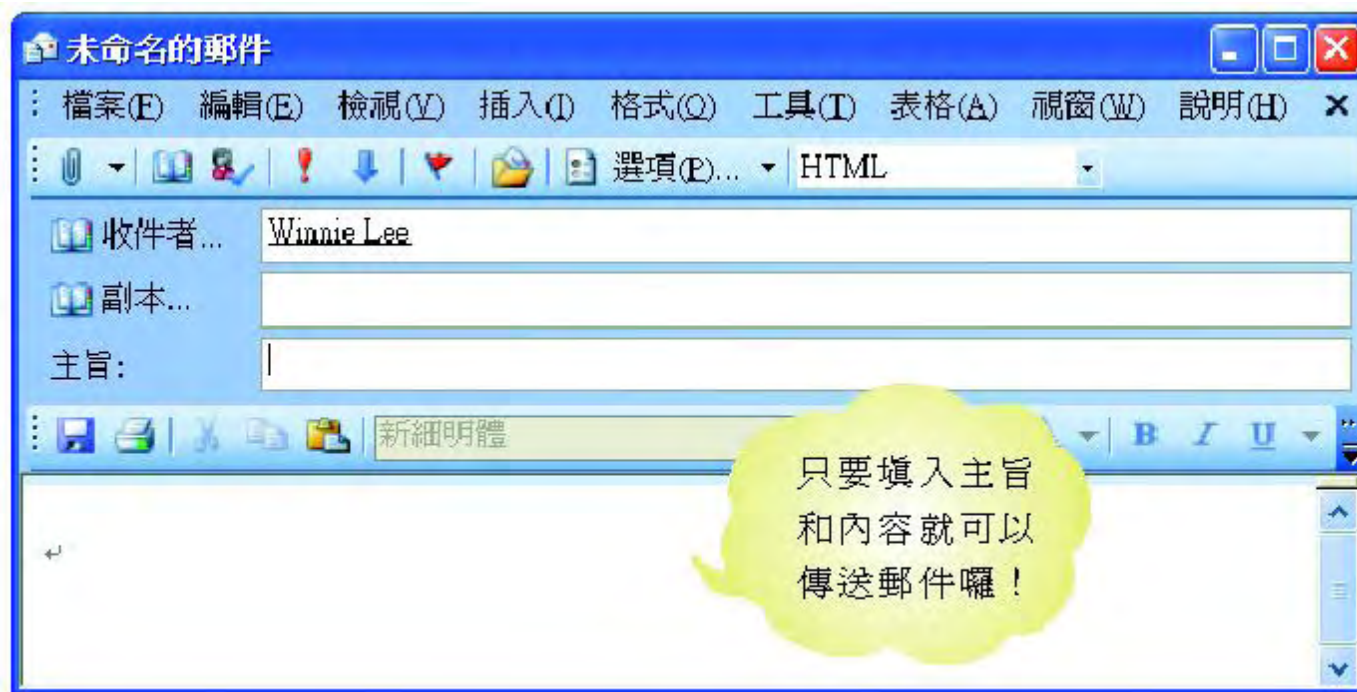 未命名的郵件
檔案(F) 編輯(E) 檢視(V) 插入(I) 格式(O) 工具(T) 表格(A) 視窗(W) 說明(H)
選項(P)... HTML
收件者... Winnie Lee
副本...
主旨:
新細明體 B I U
只要填入主旨
和內容就可以
傳送郵件囉！